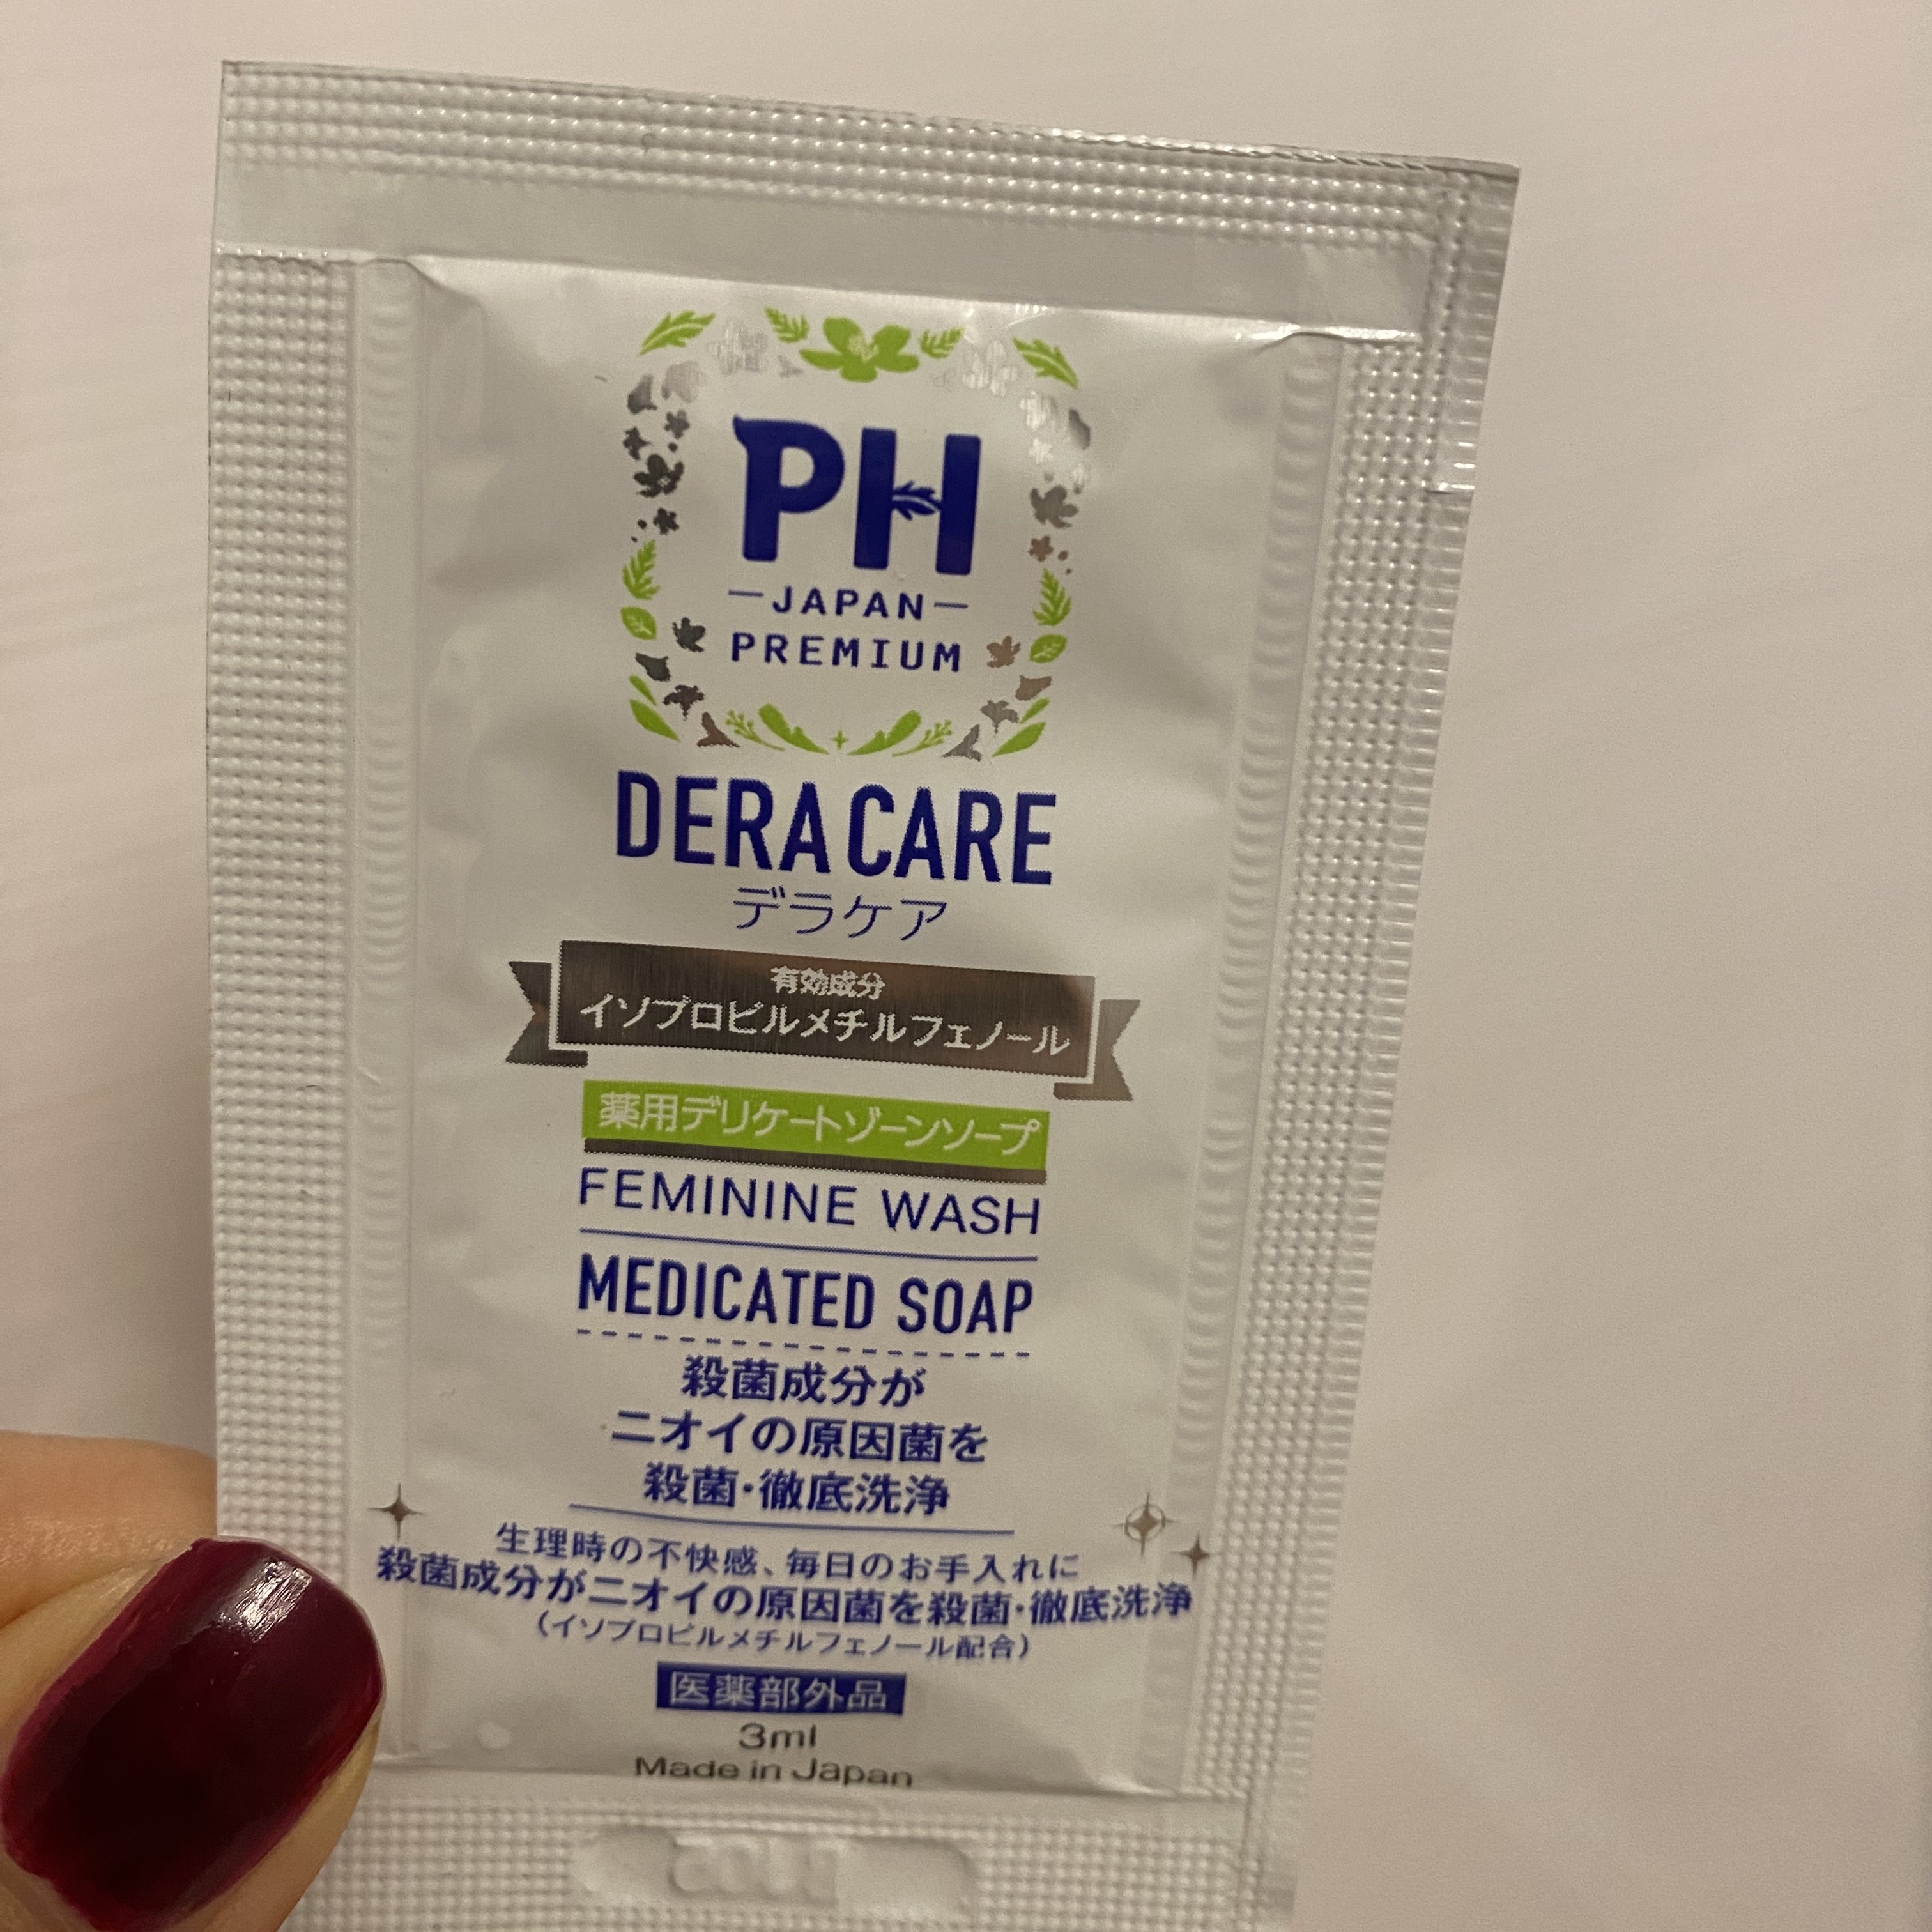 PH
JAPAN
PREMIUM
DERA CARE
デラケア
有効成分
イソプロピルメチルフェノール
薬用デリケートゾーンソープ
FEMININE WASH
MEDICATED SOAP
殺菌成分が
ニオイの原因菌を
殺菌・徹底洗浄
生理時の不快感、毎日のお手入れに
殺菌成分がニオイの原因菌を殺菌・徹底洗浄
(イソプロピルメチルフェノール配合)
医薬部外品
3ml
Made in Japan